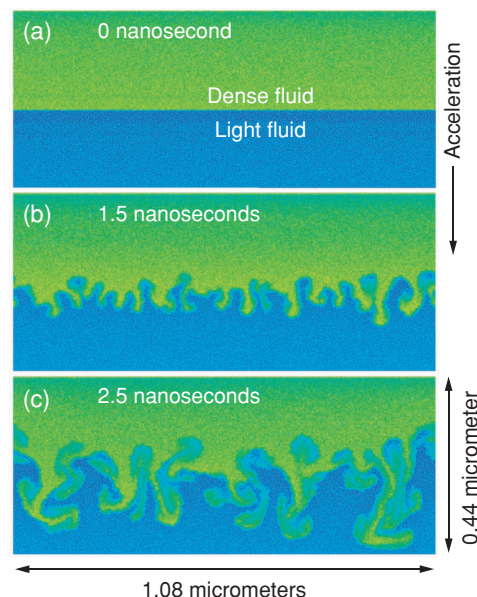 (a) 0 nanosecond
Dense fluid
Light fluid
Acceleration
(b) 1.5 nanoseconds
(c) 2.5 nanoseconds
0.44 micrometer
1.08 micrometers